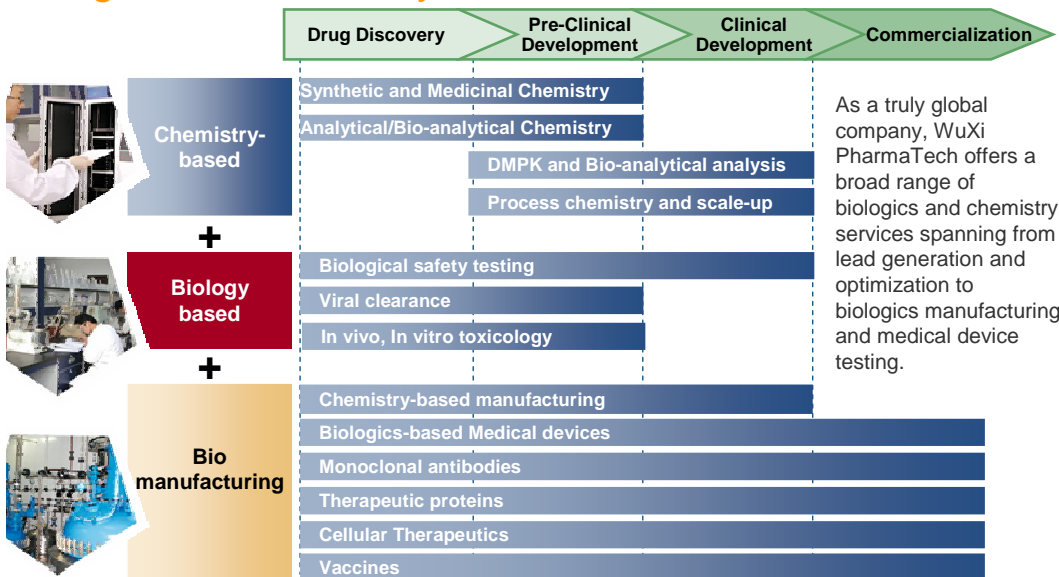 Drug Discovery
Pre-Clinical
Development
Clinical
Development
Commercialization
Chemistry-
based
Synthetic and Medicinal Chemistry
Analytical/Bio-analytical Chemistry
DMPK and Bio-analytical analysis
Process chemistry and scale-up
As a truly global
company, WuXi
PharmaTech offers a
broad range of
biologics and chemistry
services spanning from
lead generation and
optimization to
biologics manufacturing
and medical device
testing.
+
Biology
based
Biological safety testing
Viral clearance
In vivo, In vitro toxicology
+
Bio
manufacturing
Chemistry-based manufacturing
Biologics-based Medical devices
Monoclonal antibodies
Therapeutic proteins
Cellular Therapeutics
Vaccines